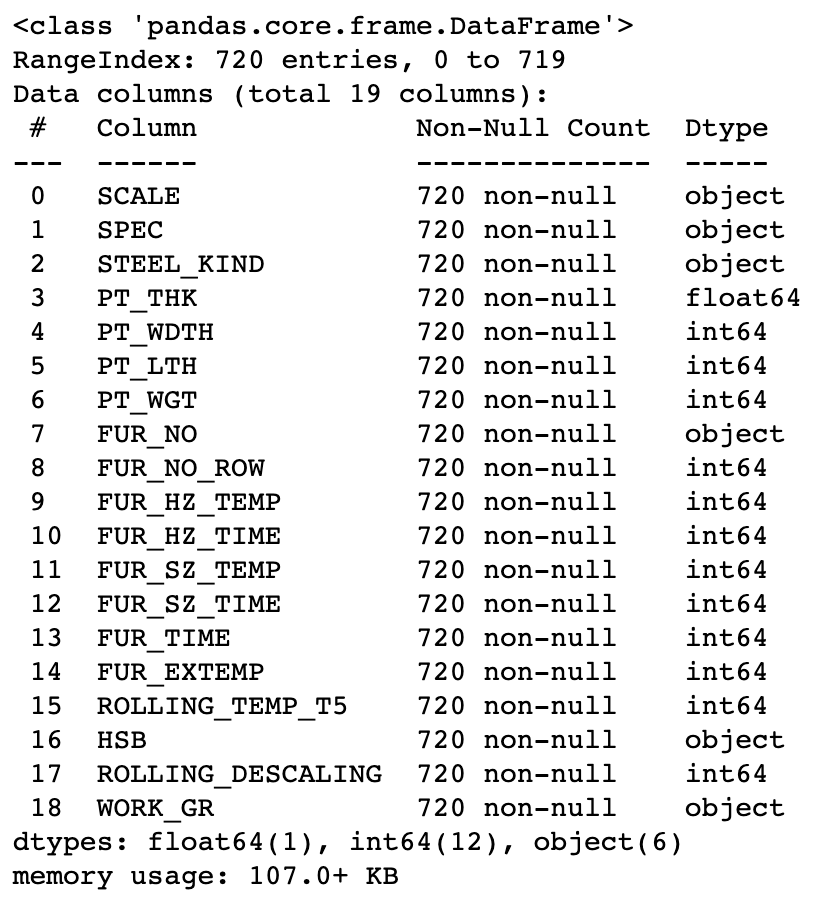 <class 'pandas.core.frame.DataFrame'>
RangeIndex: 720 entries, 0 to 719
Data columns (total 19 columns):
 #   Column             Non-Null Count  Dtype
---  ------             --------------  -----
 0   SCALE              720 non-null    object
 1   SPEC               720 non-null    object
 2   STEEL_KIND         720 non-null    object
 3   PT_THK             720 non-null    float64
 4   PT_WDTH            720 non-null    int64
 5   PT_LTH             720 non-null    int64
 6   PT_WGT             720 non-null    int64
 7   FUR_NO             720 non-null    object
 8   FUR_NO_ROW         720 non-null    int64
 9   FUR_HZ_TEMP        720 non-null    int64
 10  FUR_HZ_TIME        720 non-null    int64
 11  FUR_SZ_TEMP        720 non-null    int64
 12  FUR_SZ_TIME        720 non-null    int64
 13  FUR_TIME           720 non-null    int64
 14  FUR_EXTEMP         720 non-null    int64
 15  ROLLING_TEMP_T5    720 non-null    int64
 16  HSB                720 non-null    object
 17  ROLLING_DESCALING  720 non-null    int64
 18  WORK_GR            720 non-null    object
dtypes: float64(1), int64(12), object(6)
memory usage: 107.0+ KB